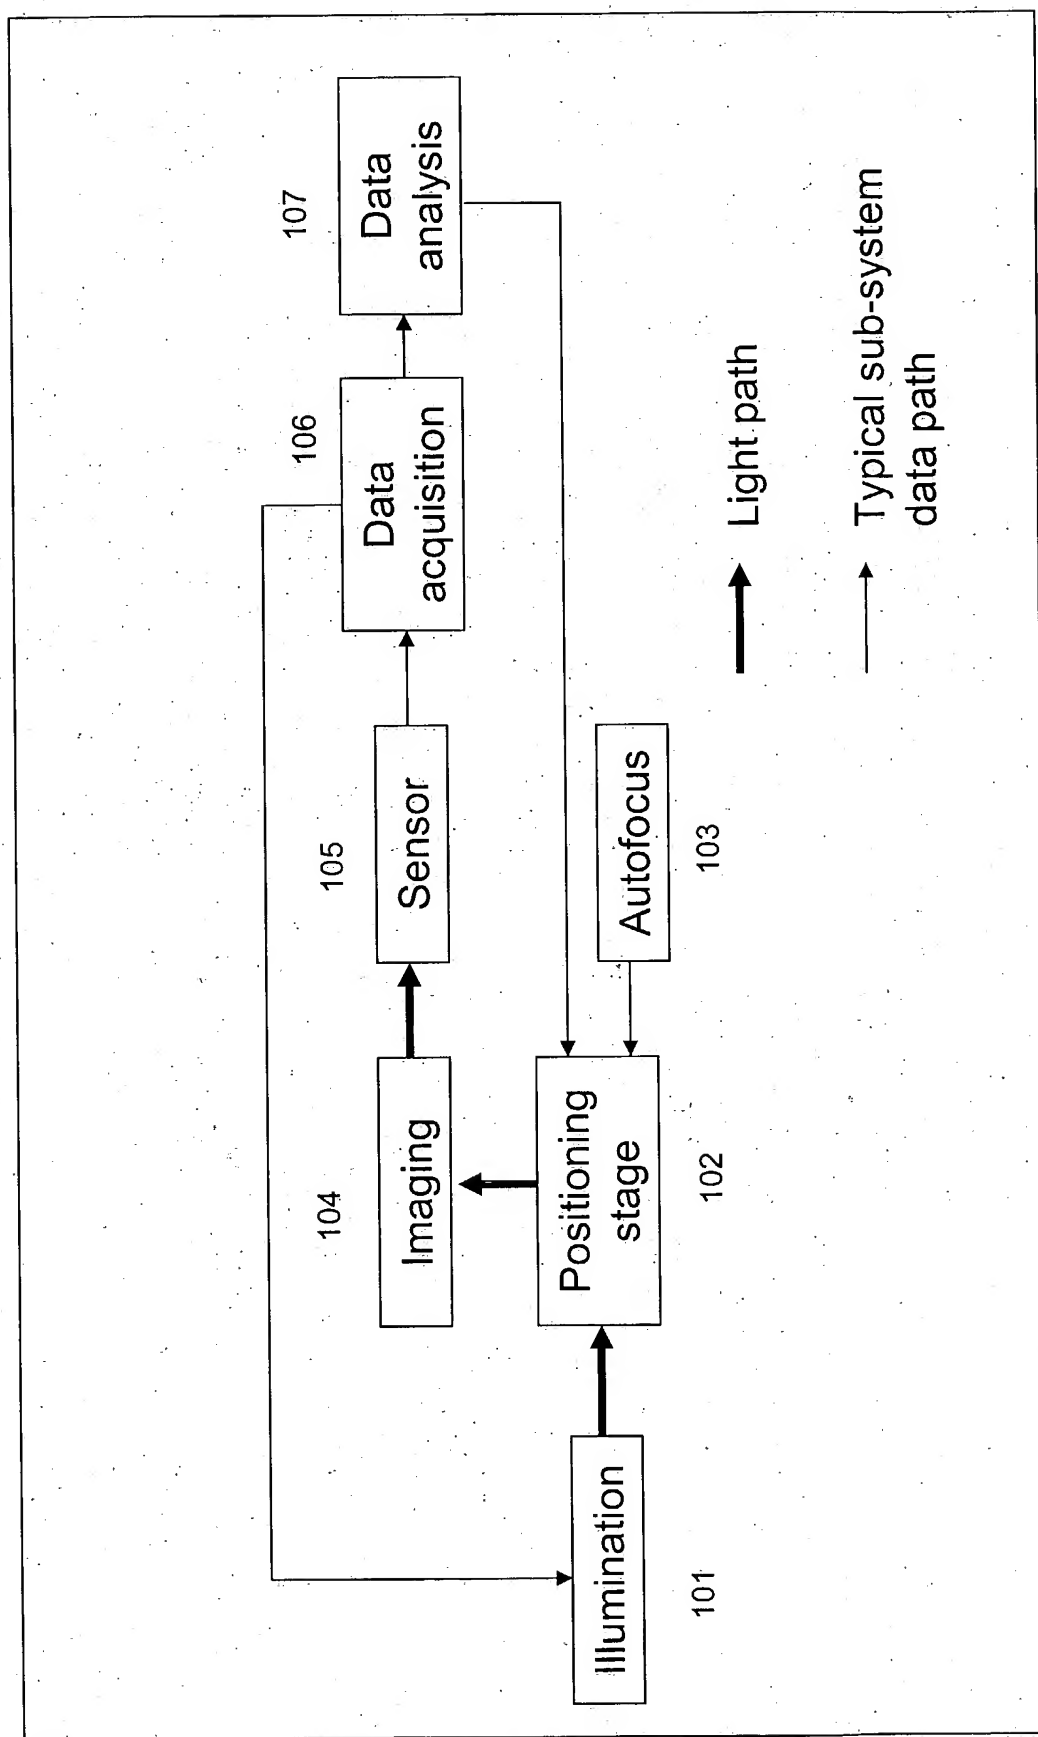 107
Data
analysis
106
Data
acquisition
105
Sensor
104
Imaging
Autofocus
103
Positioning
stage
102
Illumination
101
Light path
Typical sub-system
data path